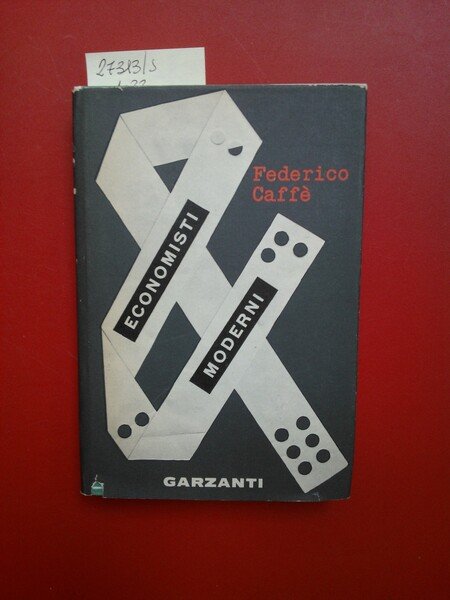 27313/s
Federico
Caffè
ECONOMISTI
MODERNI
GARZANTI